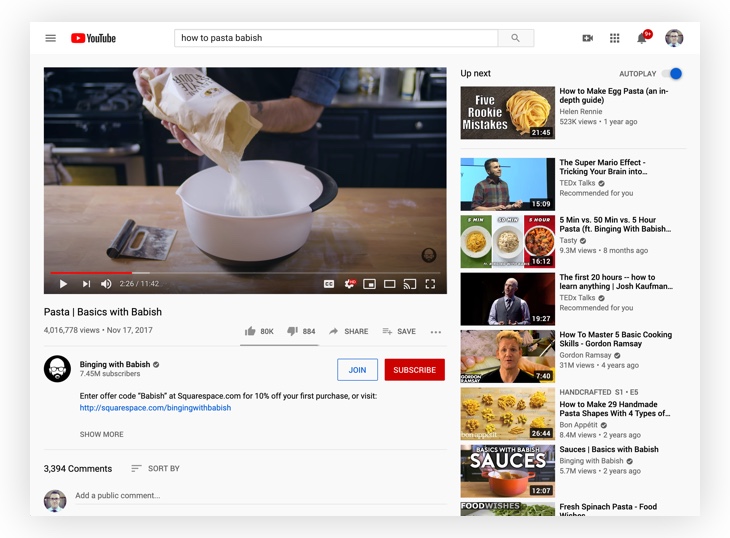 YouTube
how to pasta babish
9+
2:26 / 11:42
CC
Pasta | Basics with Babish
4,016,778 views • Nov 17, 2017
80K
884
SHARE
SAVE
Binging with Babish
7.45M subscribers
JOIN
SUBSCRIBE
Enter offer code "Babish" at Squarespace.com for 10% off your first purchase, or visit:
http://squarespace.com/bingingwithbabish
SHOW MORE
3,394 Comments
SORT BY
Add a public comment...
Up next
AUTOPLAY
Five
Rookie
Mistakes
21:45
How to Make Egg Pasta (an in-
depth guide)
Helen Rennie
523K views • 1 year ago
15:09
The Super Mario Effect -
Tricking Your Brain into...
TEDx Talks
Recommended for you
5 MIN
50 MIN
5 HOUR
16:12
5 Min vs. 50 Min vs. 5 Hour
Pasta (ft. Binging With Babish...
Tasty
9.3M views • 8 months ago
19:27
The first 20 hours -- how to
learn anything | Josh Kaufman...
TEDx Talks
Recommended for you
GORDON
RAMSAY
7:40
How To Master 5 Basic Cooking
Skills - Gordon Ramsay
Gordon Ramsay
31M views • 4 years ago
bon appétit
26:44
HANDCRAFTED S1 • E5
How to Make 29 Handmade
Pasta Shapes With 4 Types of...
Bon Appétit
8.4M views • 2 years ago
BASICS WITH BABISH
SAUCES
12:07
Sauces | Basics with Babish
Binging with Babish
5.7M views • 2 years ago
FOODWISHES
Fresh Spinach Pasta - Food
Wishes